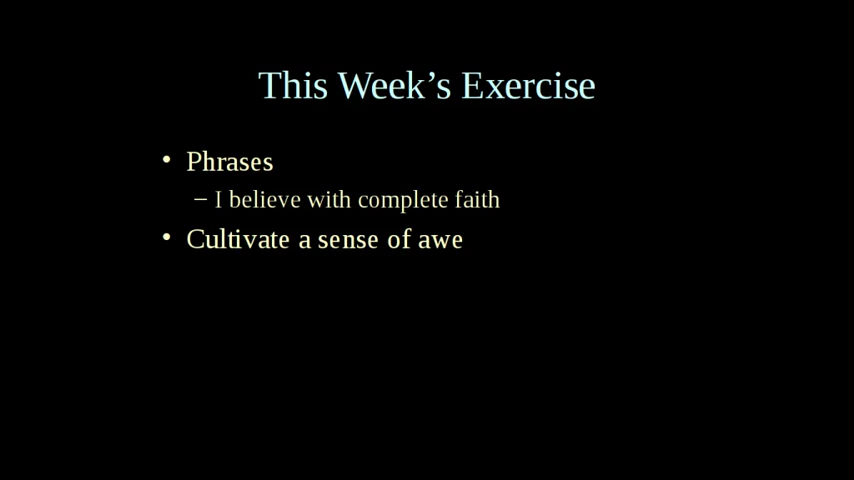 This Week’s Exercise
• Phrases
– I believe with complete faith
• Cultivate a sense of awe